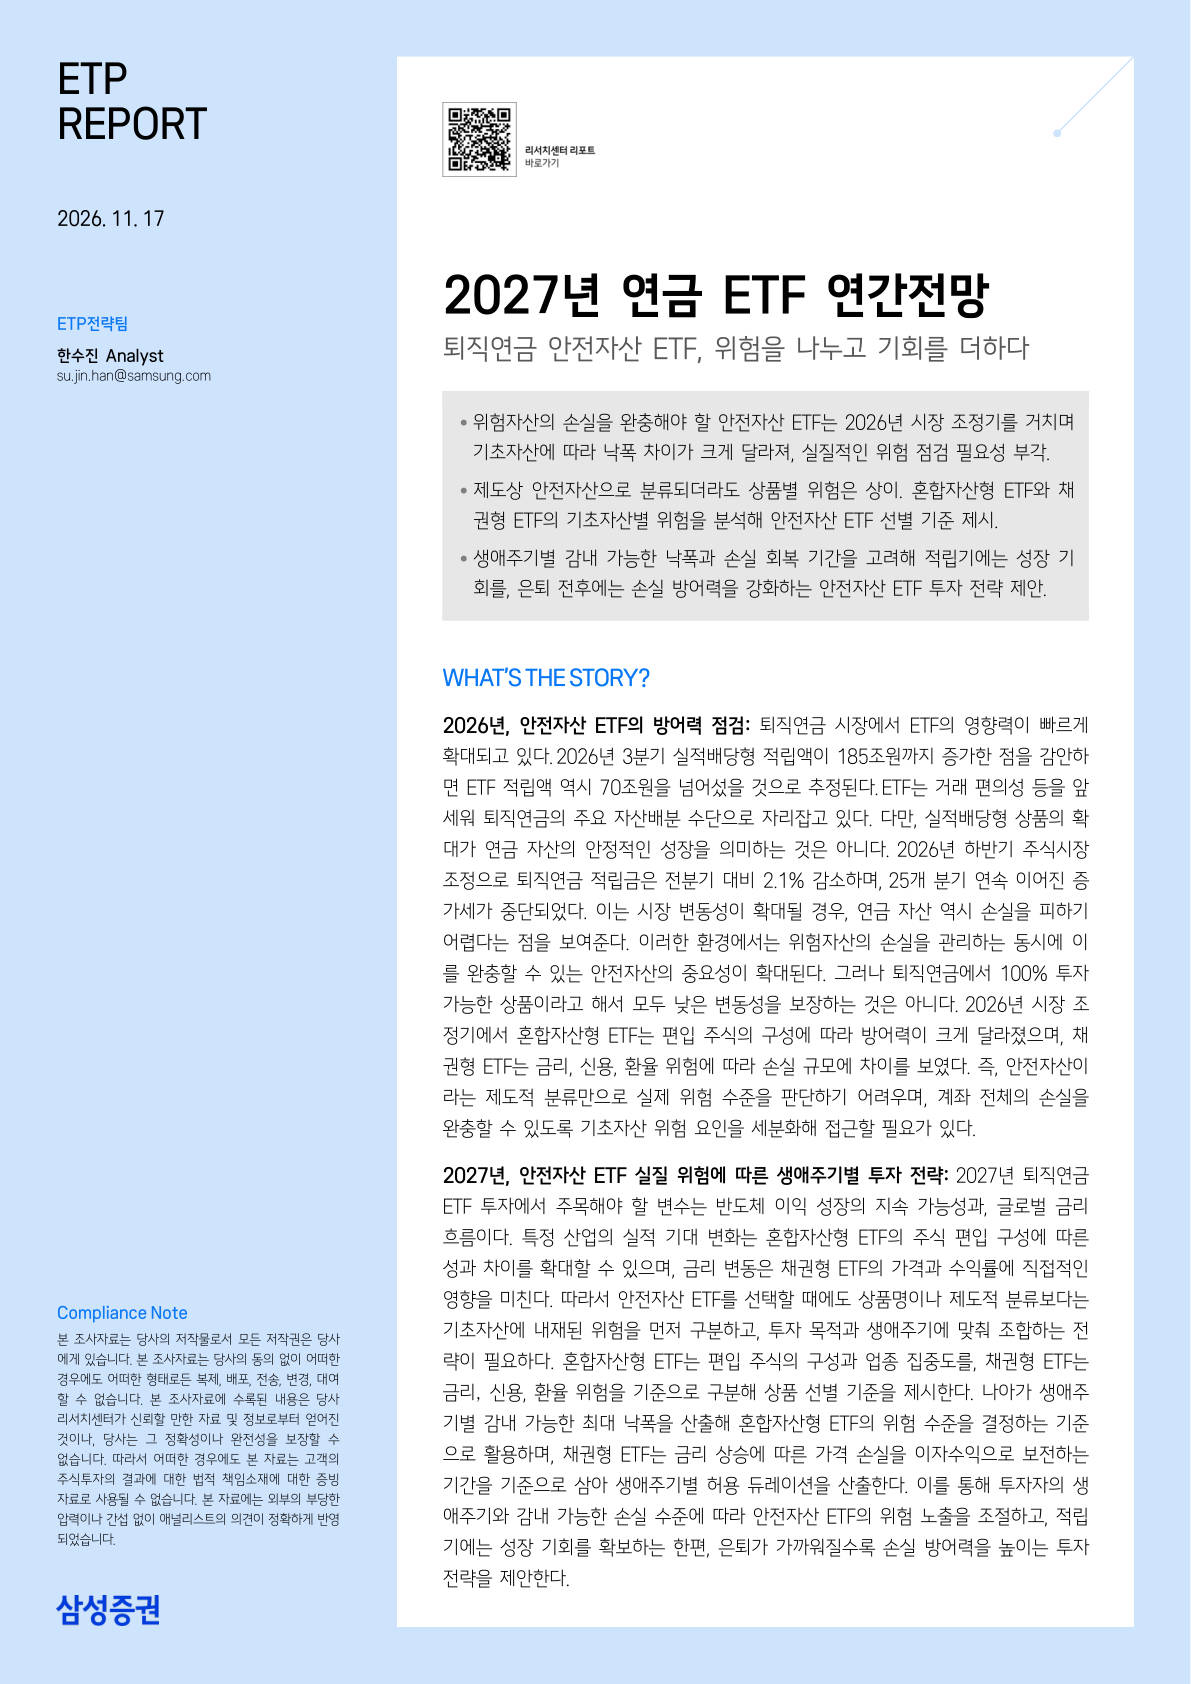 ETP
REPORT
2026. 11. 17
ETP전략팀
한수진 Analyst
su.jin.han@samsung.com
리서치센터 리포트
바로가기
2027년 연금 ETF 연간전망
퇴직연금 안전자산 ETF, 위험을 나누고 기회를 더하다
• 위험자산의 손실을 완충해야 할 안전자산 ETF는 2026년 시장 조정기를 거치며
기초자산에 따라 낙폭 차이가 크게 달라져, 실질적인 위험 점검 필요성 부각.
• 제도상 안전자산으로 분류되더라도 상품별 위험은 상이. 혼합자산형 ETF와 채
권형 ETF의 기초자산별 위험을 분석해 안전자산 ETF 선별 기준 제시.
• 생애주기별 감내 가능한 낙폭과 손실 회복 기간을 고려해 적립기에는 성장 기
회를, 은퇴 전후에는 손실 방어력을 강화하는 안전자산 ETF 투자 전략 제안.
WHAT'S THE STORY?
2026년, 안전자산 ETF의 방어력 점검: 퇴직연금 시장에서 ETF의 영향력이 빠르게
확대되고 있다. 2026년 3분기 실적배당형 적립액이 185조원까지 증가한 점을 감안하
면 ETF 적립액 역시 70조원을 넘어섰을 것으로 추정된다. ETF는 거래 편의성 등을 앞
세워 퇴직연금의 주요 자산배분 수단으로 자리잡고 있다. 다만, 실적배당형 상품의 확
대가 연금 자산의 안정적인 성장을 의미하는 것은 아니다. 2026년 하반기 주식시장
조정으로 퇴직연금 적립금은 전분기 대비 2.1% 감소하며, 25개 분기 연속 이어진 증
가세가 중단되었다. 이는 시장 변동성이 확대될 경우, 연금 자산 역시 손실을 피하기
어렵다는 점을 보여준다. 이러한 환경에서는 위험자산의 손실을 관리하는 동시에 이
를 완충할 수 있는 안전자산의 중요성이 확대된다. 그러나 퇴직연금에서 100% 투자
가능한 상품이라고 해서 모두 낮은 변동성을 보장하는 것은 아니다. 2026년 시장 조
정기에서 혼합자산형 ETF는 편입 주식의 구성에 따라 방어력이 크게 달라졌으며, 채
권형 ETF는 금리, 신용, 환율 위험에 따라 손실 규모에 차이를 보였다. 즉, 안전자산이
라는 제도적 분류만으로 실제 위험 수준을 판단하기 어려우며, 계좌 전체의 손실을
완충할 수 있도록 기초자산 위험 요인을 세분화해 접근할 필요가 있다.
2027년, 안전자산 ETF 실질 위험에 따른 생애주기별 투자 전략: 2027년 퇴직연금
ETF 투자에서 주목해야 할 변수는 반도체 이익 성장의 지속 가능성과, 글로벌 금리
흐름이다. 특정 산업의 실적 기대 변화는 혼합자산형 ETF의 주식 편입 구성에 따른
성과 차이를 확대할 수 있으며, 금리 변동은 채권형 ETF의 가격과 수익률에 직접적인
영향을 미친다. 따라서 안전자산 ETF를 선택할 때에도 상품명이나 제도적 분류보다는
기초자산에 내재된 위험을 먼저 구분하고, 투자 목적과 생애주기에 맞춰 조합하는 전
략이 필요하다. 혼합자산형 ETF는 편입 주식의 구성과 업종 집중도를, 채권형 ETF는
금리, 신용, 환율 위험을 기준으로 구분해 상품 선별 기준을 제시한다. 나아가 생애주
기별 감내 가능한 최대 낙폭을 산출해 혼합자산형 ETF의 위험 수준을 결정하는 기준
으로 활용하며, 채권형 ETF는 금리 상승에 따른 가격 손실을 이자수익으로 보전하는
기간을 기준으로 삼아 생애주기별 허용 듀레이션을 산출한다. 이를 통해 투자자의 생
애주기와 감내 가능한 손실 수준에 따라 안전자산 ETF의 위험 노출을 조절하고, 적립
기에는 성장 기회를 확보하는 한편, 은퇴가 가까워질수록 손실 방어력을 높이는 투자
전략을 제안한다.
Compliance Note
본 조사자료는 당사의 저작물로서 모든 저작권은 당사
에게 있습니다. 본 조사자료는 당사의 동의 없이 어떠한
경우에도 어떠한 형태로든 복제, 배포, 전송, 변경, 대여
할 수 없습니다. 본 조사자료에 수록된 내용은 당사
리서치센터가 신뢰할 만한 자료 및 정보로부터 얻어진
것이나, 당사는 그 정확성이나 완전성을 보장할 수
없습니다. 따라서 어떠한 경우에도 본 자료는 고객의
주식투자의 결과에 대한 법적 책임소재에 대한 증빙
자료로 사용될 수 없습니다. 본 자료에는 외부의 부당한
압력이나 간섭 없이 애널리스트의 의견이 정확하게 반영
되었습니다.
삼성증권